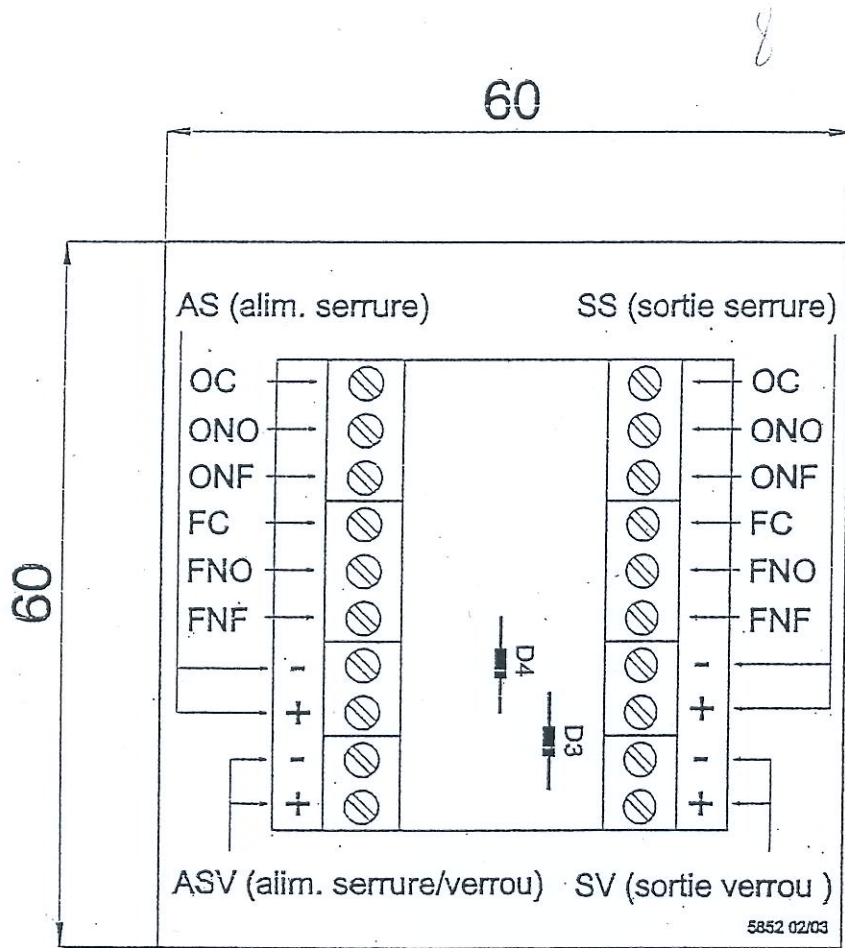 60
60
AS (alim. serrure) SS (sortie serrure)
OC OC
ONO ONO
ONF ONF
FC FC
FNO FNO
FNF FNF
- D4 -
+ +
- D3 -
+ +
ASV (alim. serrure/verrou) SV (sortie verrou )
5852 02/03